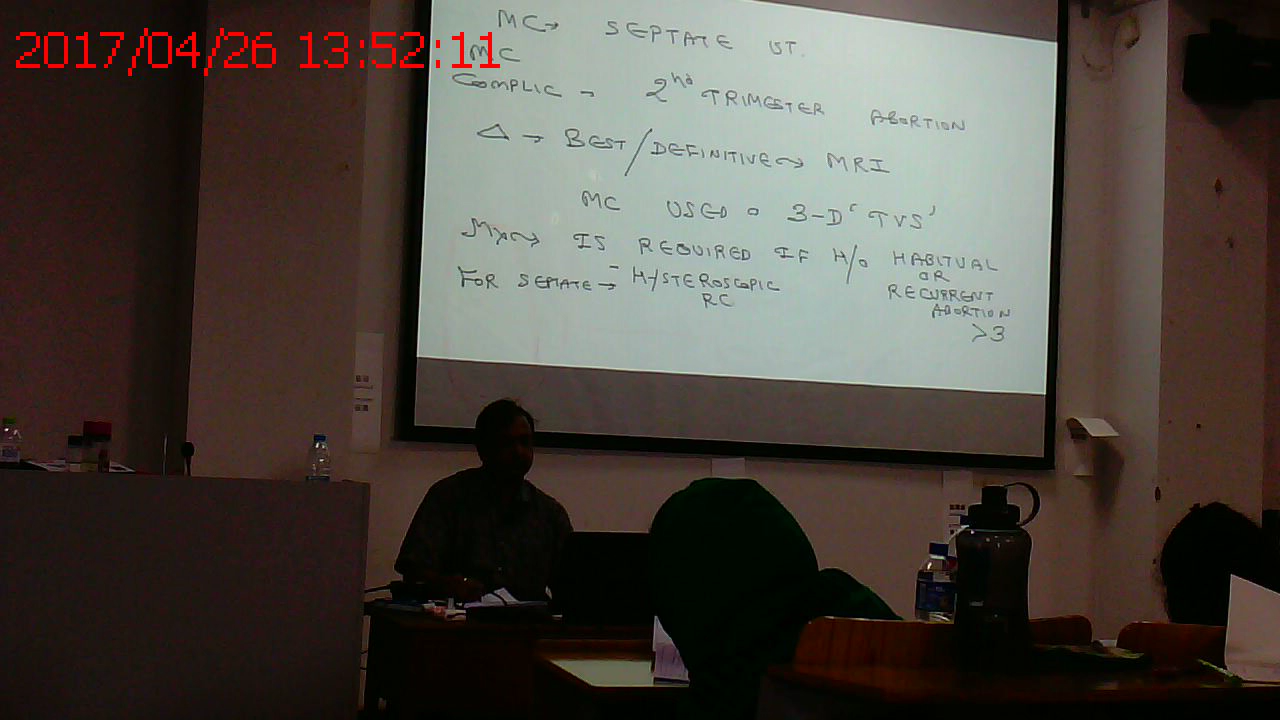 2017/04/26 13:52:11
MC→ SEPTATE UT.
MC
COMPLIC - 2nd TRIMESTER ABORTION
Δ → BEST/DEFINITIVE→ MRI
MC USED 3-D 'TVS'
Mx→ IS REQUIRED IF H/o HABITUAL
OR
FOR SEPTATE → HYSTEROSCOPIC RECURRENT
RC ABORTION
>3